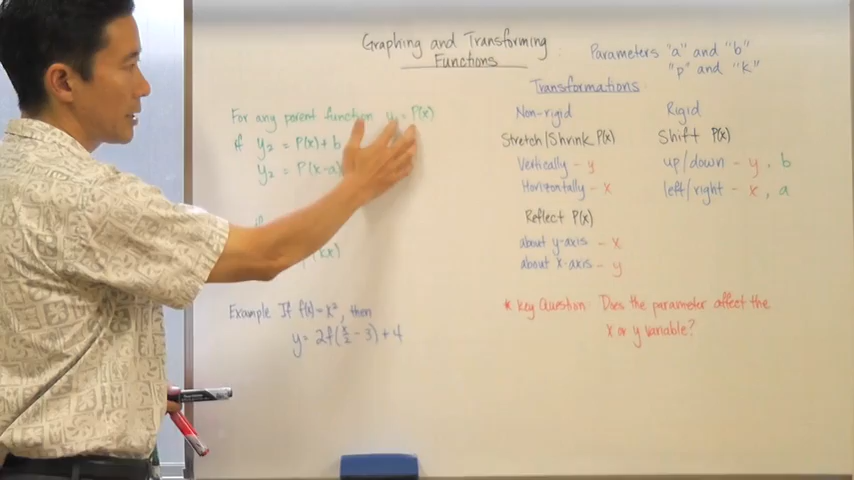 Graphing and Transforming
Functions
Parameters "a" and "b"
"p" and "k"
For any parent function y = P(x)
if y₂ = P(x)+b
y₂ = P(x-a)
Example If f(x) = x², then
y = 2f(x/2 - 3) + 4
Transformations
Non-rigid
Stretch/Shrink P(x)
Vertically - y
Horizontally - x
Reflect P(x)
about y-axis - x
about x-axis - y
Rigid
Shift P(x)
up/down - y, b
left/right - x, a
* Key Question: Does the parameter affect the
x or y variable?